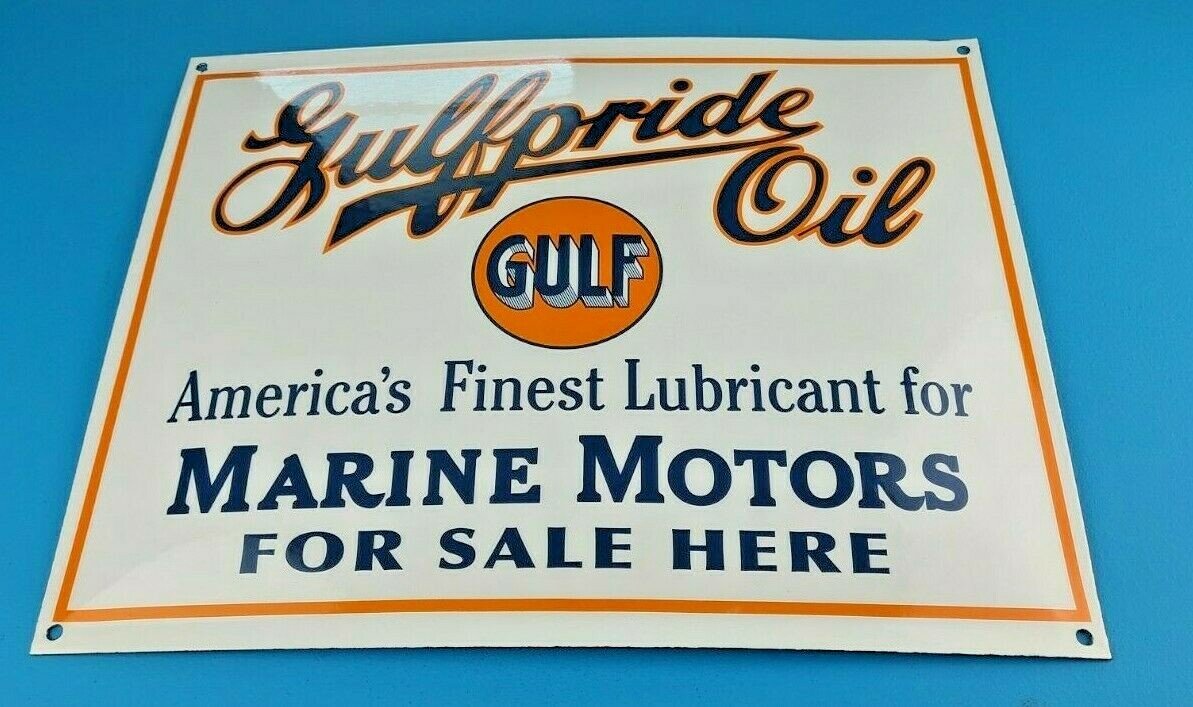 Gulfpride Oil
GULF
America's Finest Lubricant for
MARINE MOTORS
FOR SALE HERE